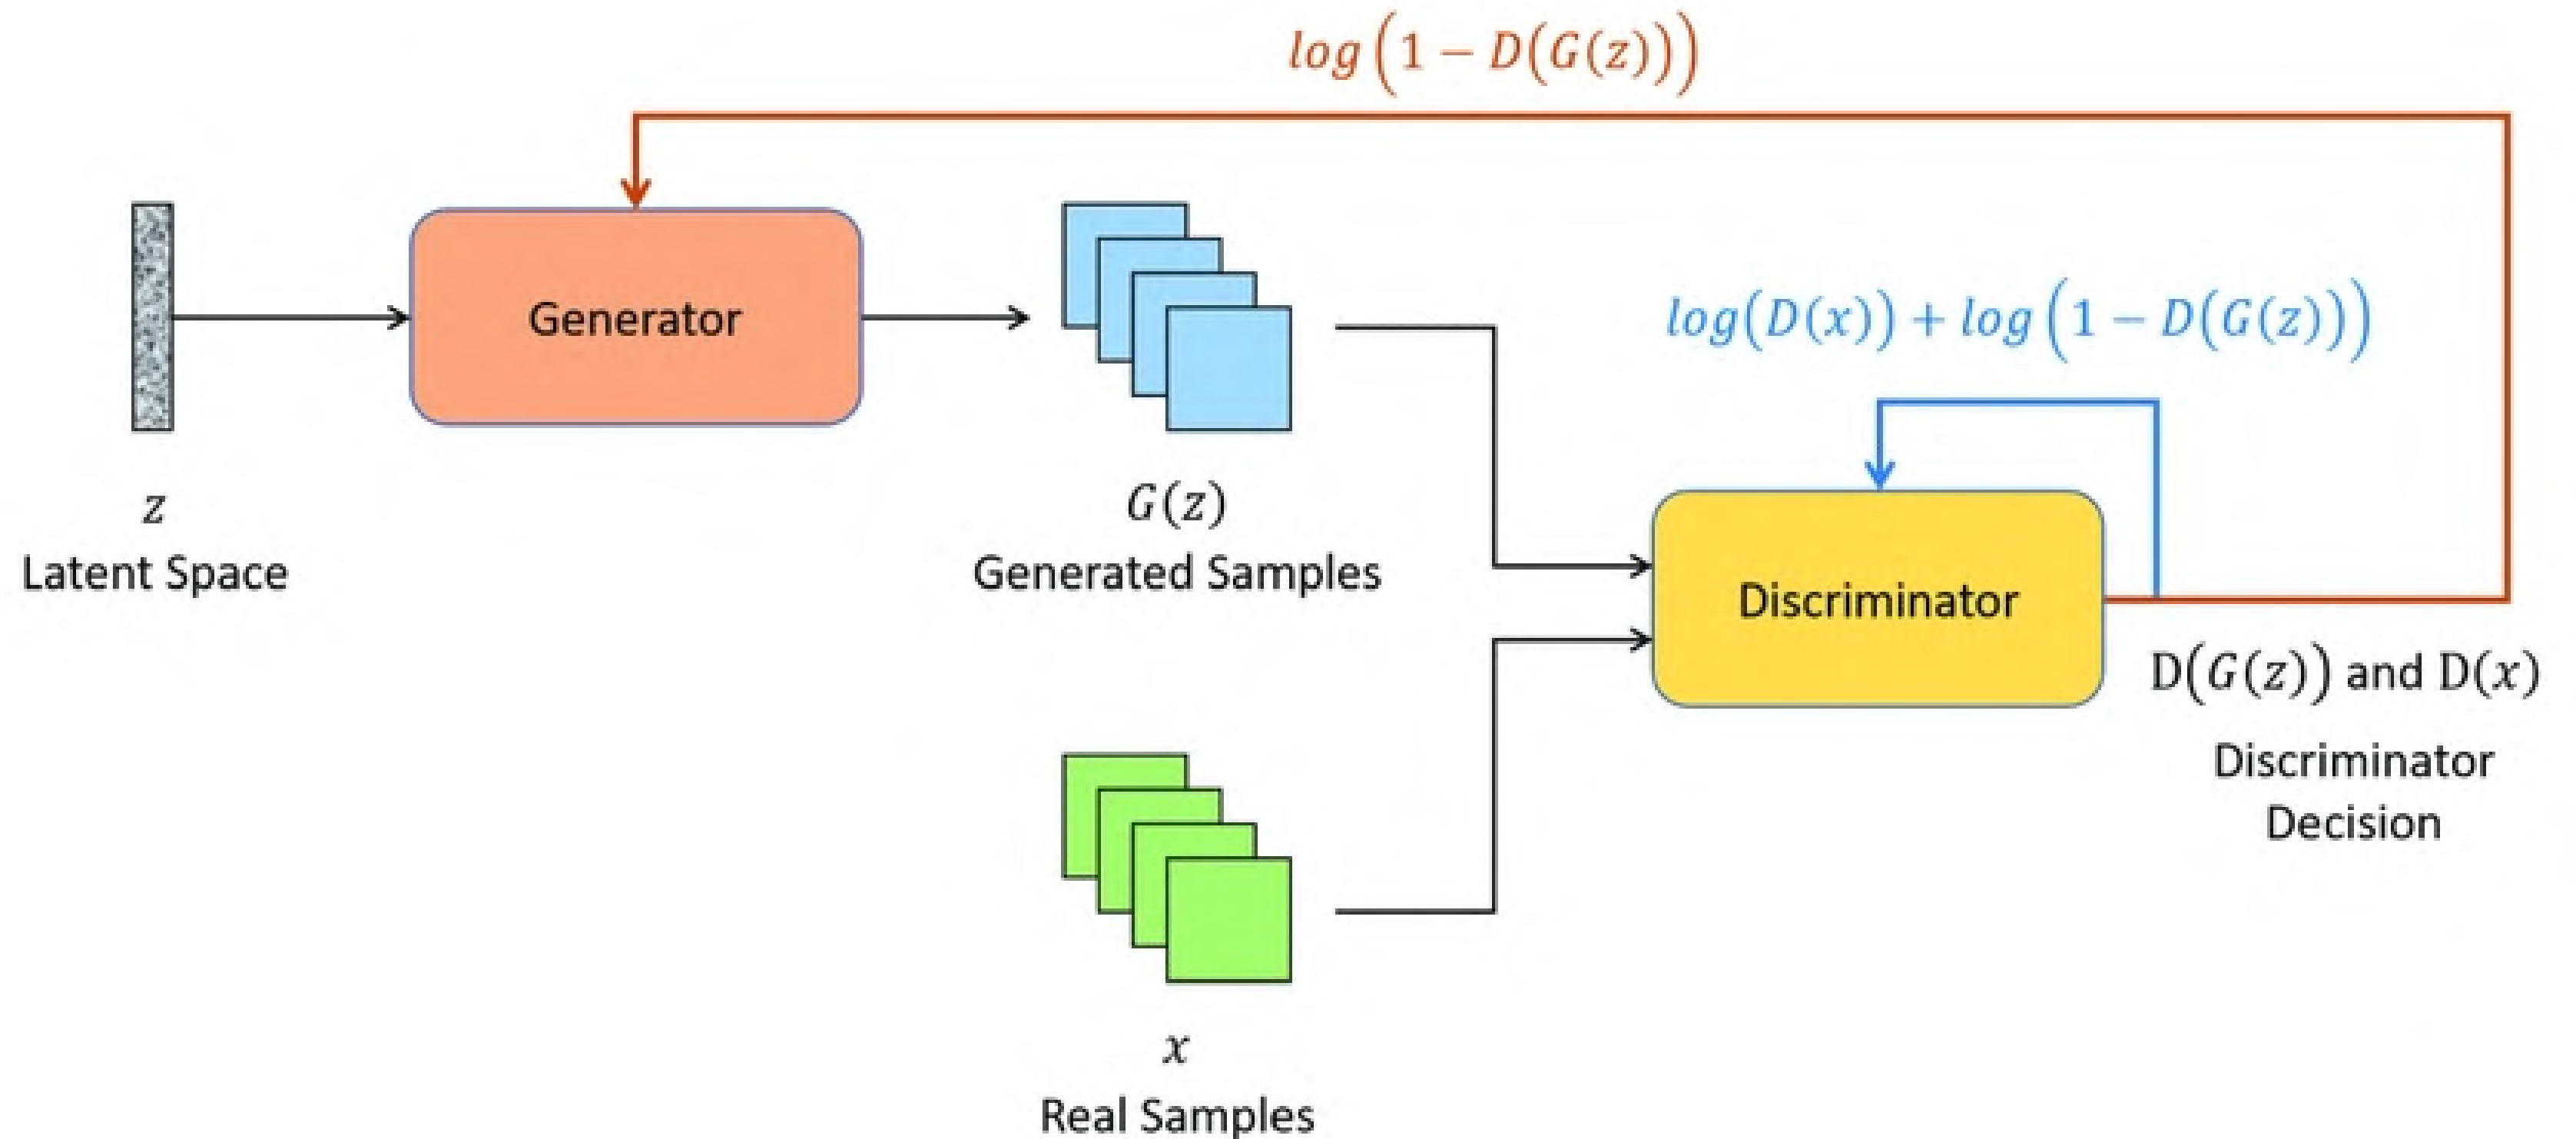 log(1 − D(G(z)))
Generator
log(D(x)) + log(1 − D(G(z)))
z
Latent Space
G(z)
Generated Samples
Discriminator
D(G(z)) and D(x)
Discriminator
Decision
x
Real Samples